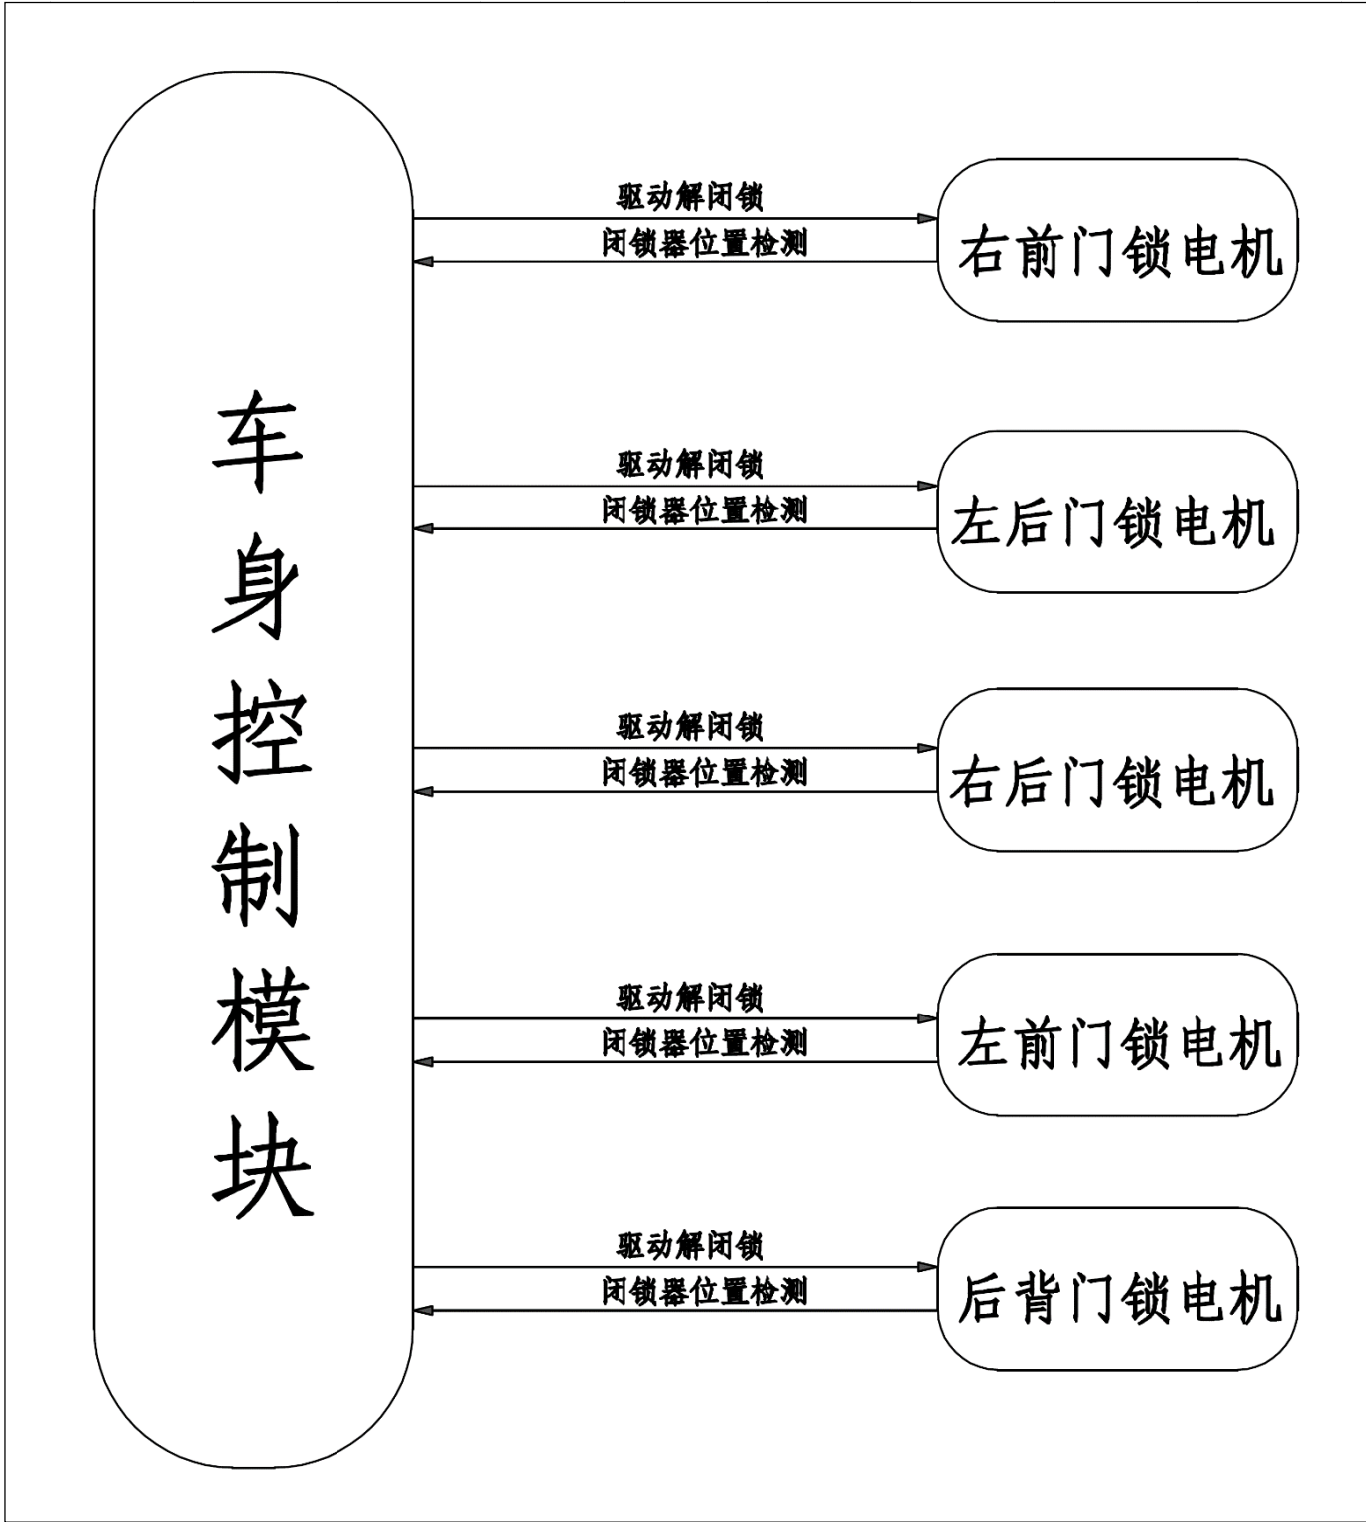 车身控制模块
驱动解闭锁
闭锁器位置检测
右前门锁电机
驱动解闭锁
闭锁器位置检测
左后门锁电机
驱动解闭锁
闭锁器位置检测
右后门锁电机
驱动解闭锁
闭锁器位置检测
左前门锁电机
驱动解闭锁
闭锁器位置检测
后背门锁电机